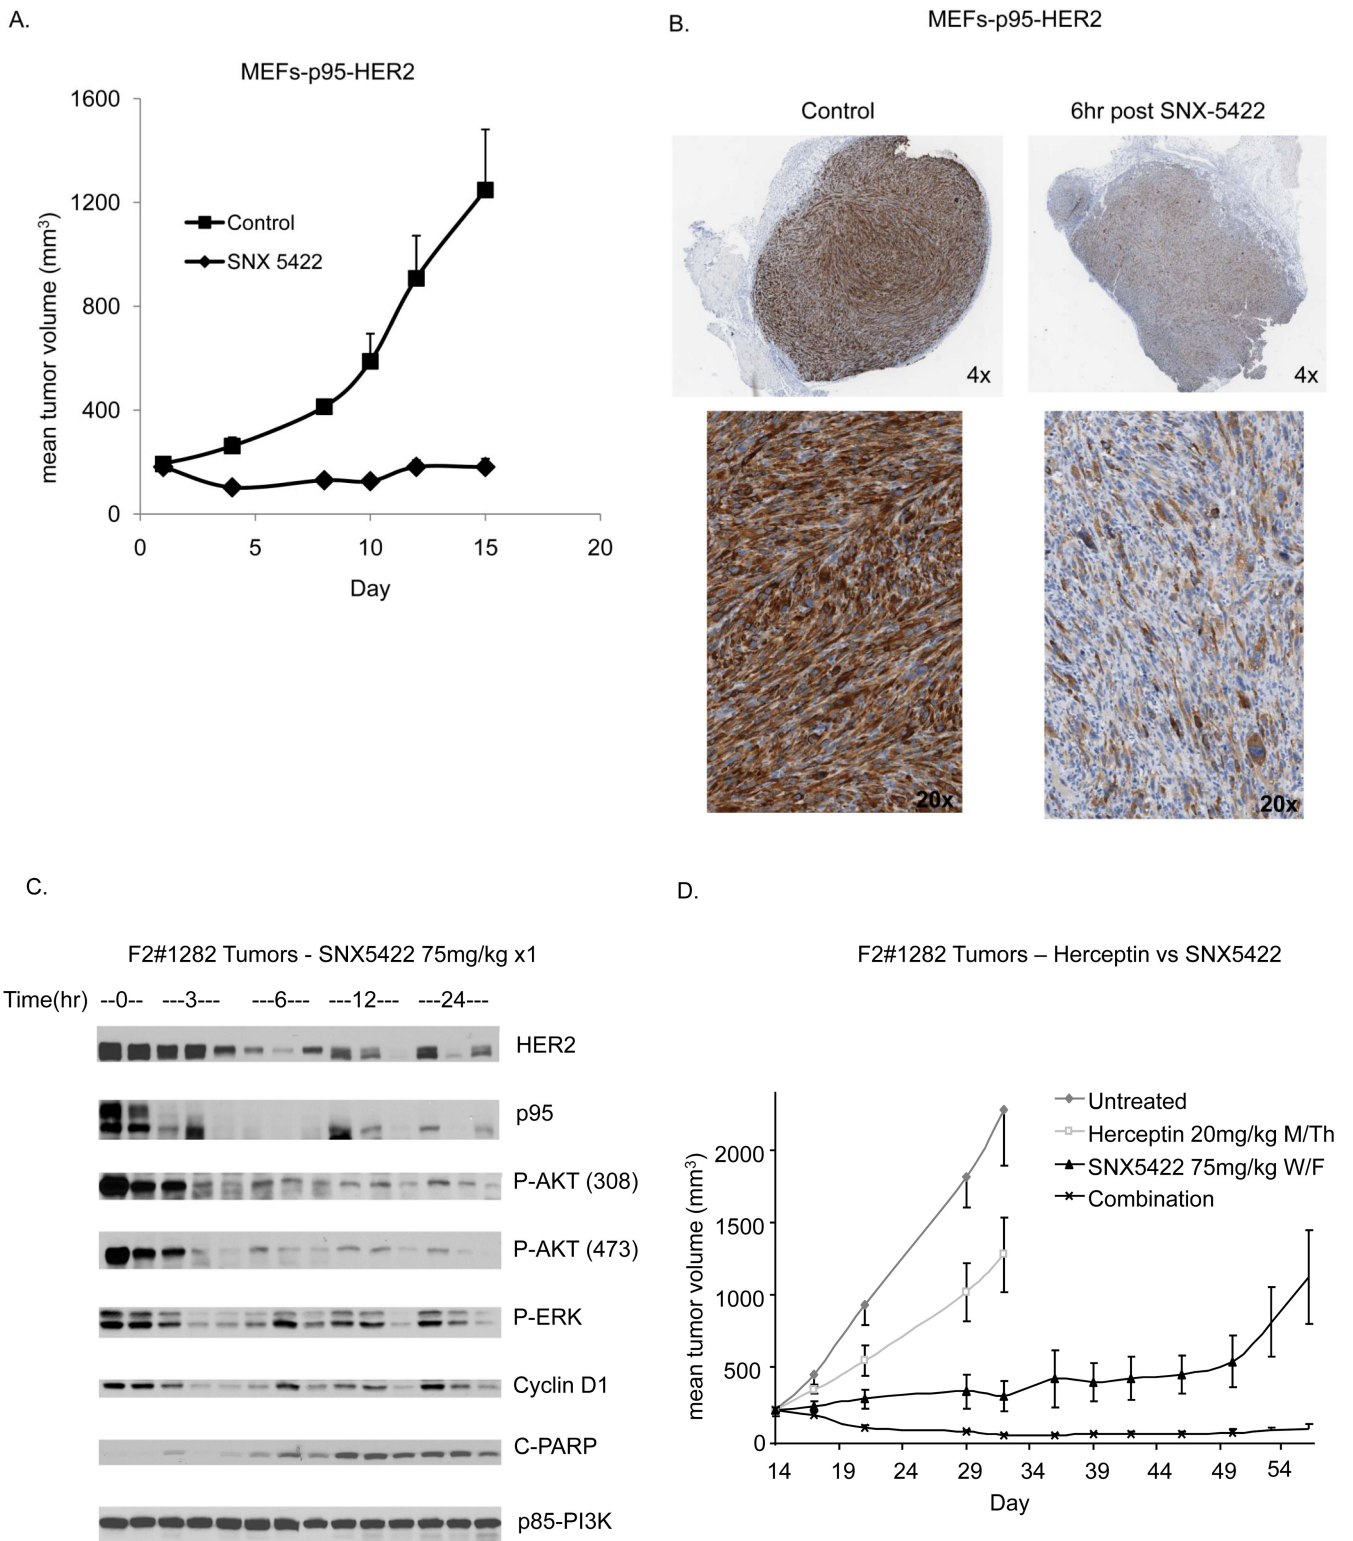 A.
MEFs-p95-HER2
1600
1200
800
400
0
0 5 10 15 20
mean tumor volume (mm³)
Day
Control
SNX 5422
B.
MEFs-p95-HER2
Control
6hr post SNX-5422
4x
4x
20x
20x
C.
F2#1282 Tumors - SNX5422 75mg/kg x1
Time(hr) --0-- ---3--- ---6--- ---12--- ---24---
HER2
p95
P-AKT (308)
P-AKT (473)
P-ERK
Cyclin D1
C-PARP
p85-PI3K
D.
F2#1282 Tumors – Herceptin vs SNX5422
Untreated
Herceptin 20mg/kg M/Th
SNX5422 75mg/kg W/F
Combination
mean tumor volume (mm³)
2000
1500
1000
500
0
14 19 24 29 34 39 44 49 54
Day